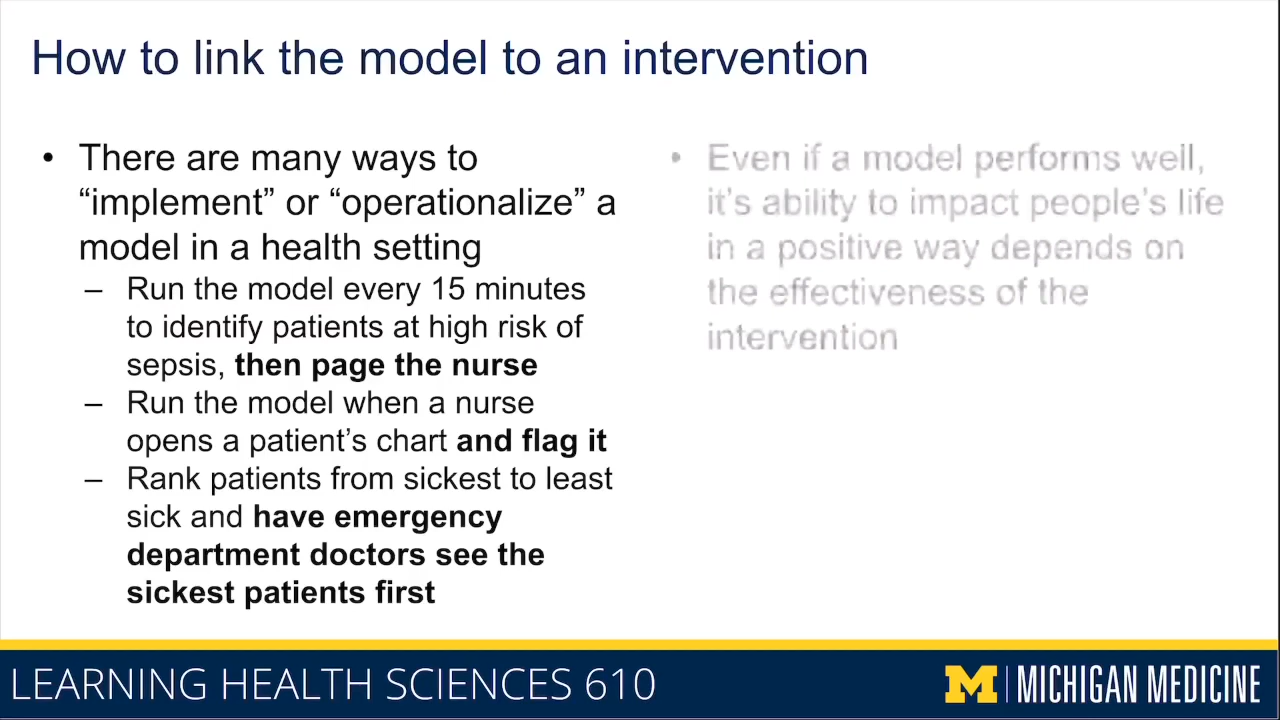 How to link the model to an intervention
• There are many ways to
“implement” or “operationalize” a
model in a health setting
– Run the model every 15 minutes
to identify patients at high risk of
sepsis, then page the nurse
– Run the model when a nurse
opens a patient’s chart and flag it
– Rank patients from sickest to least
sick and have emergency
department doctors see the
sickest patients first
• Even if a model performs well,
it’s ability to impact people’s life
in a positive way depends on
the effectiveness of the
intervention
LEARNING HEALTH SCIENCES 610
M | MICHIGAN MEDICINE